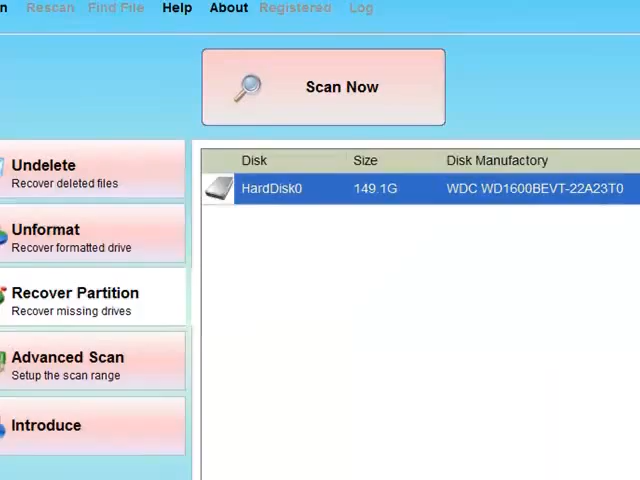 n Rescan Find File Help About Registered Log
Scan Now
Disk Size Disk Manufactory
HardDisk0 149.1G WDC WD1600BEVT-22A23T0
Undelete
Recover deleted files
Unformat
Recover formatted drive
Recover Partition
Recover missing drives
Advanced Scan
Setup the scan range
Introduce